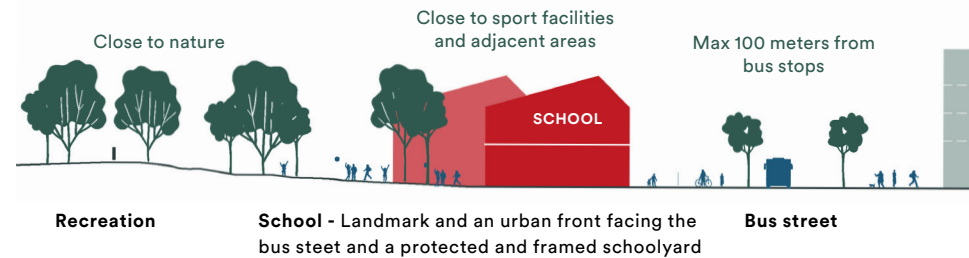 Close to nature
Close to sport facilities
and adjacent areas
Max 100 meters from
bus stops
SCHOOL
Recreation
School - Landmark and an urban front facing the
bus steet and a protected and framed schoolyard
Bus street